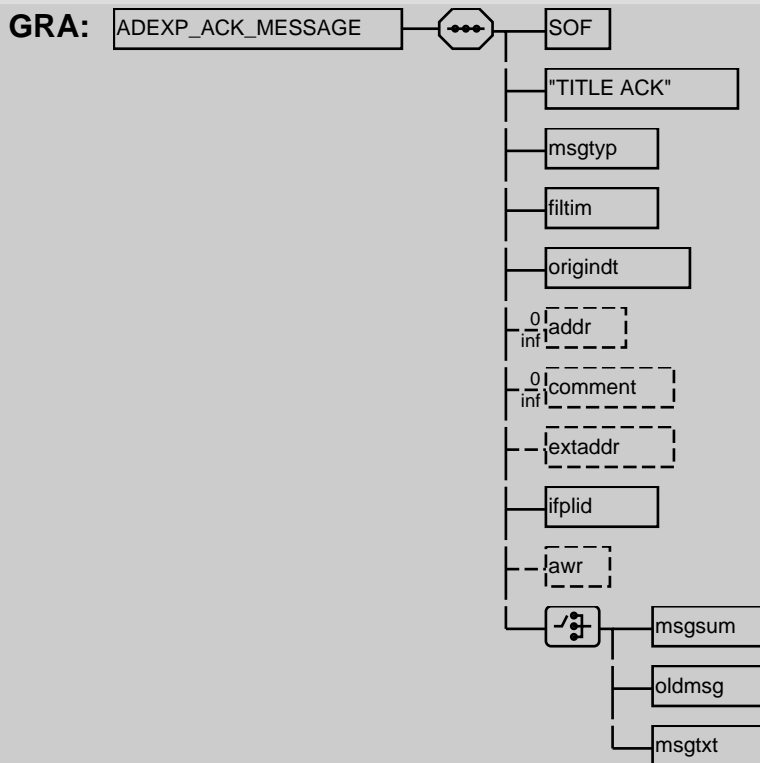 GRA: ADEXP_ACK_MESSAGE SOF
"TITLE ACK"
msgtyp
filtim
origindt
0
inf addr
0
inf comment
extaddr
ifplid
awr
msgsum
oldmsg
msgtxt